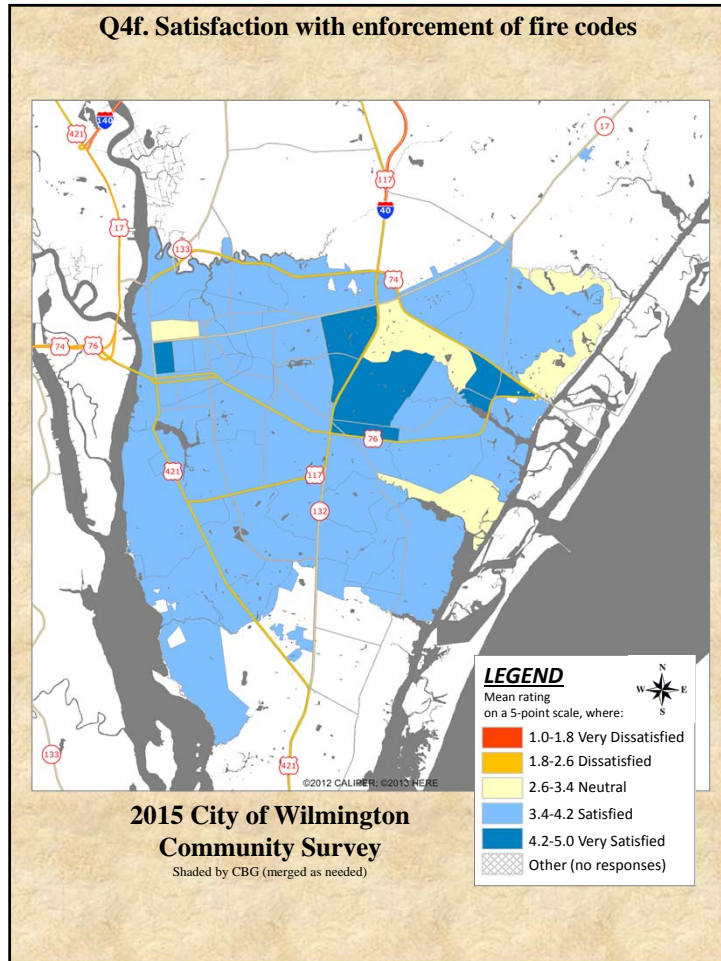 Q4f. Satisfaction with enforcement of fire codes
140
421
17
117
40
17
133
74
74
76
76
421
117
132
133
421
LEGEND
Mean rating
on a 5-point scale, where:
N
W E
S
1.0-1.8 Very Dissatisfied
1.8-2.6 Dissatisfied
2.6-3.4 Neutral
3.4-4.2 Satisfied
4.2-5.0 Very Satisfied
Other (no responses)
©2012 CALIPER; ©2013 HERE
2015 City of Wilmington
Community Survey
Shaded by CBG (merged as needed)